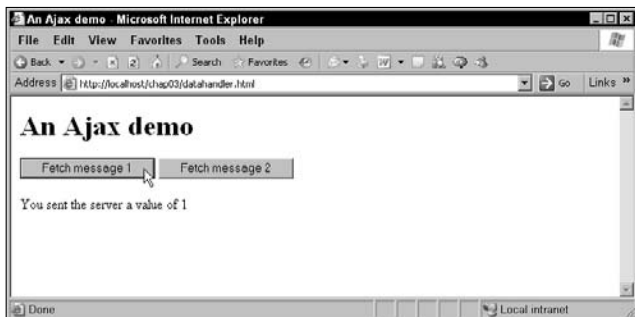 An Ajax demo - Microsoft Internet Explorer
File Edit View Favorites Tools Help
Back Search Favorites
Address http://localhost/chap03/datahandler.html Go Links »
An Ajax demo
Fetch message 1 Fetch message 2
You sent the server a value of 1
Done Local intranet